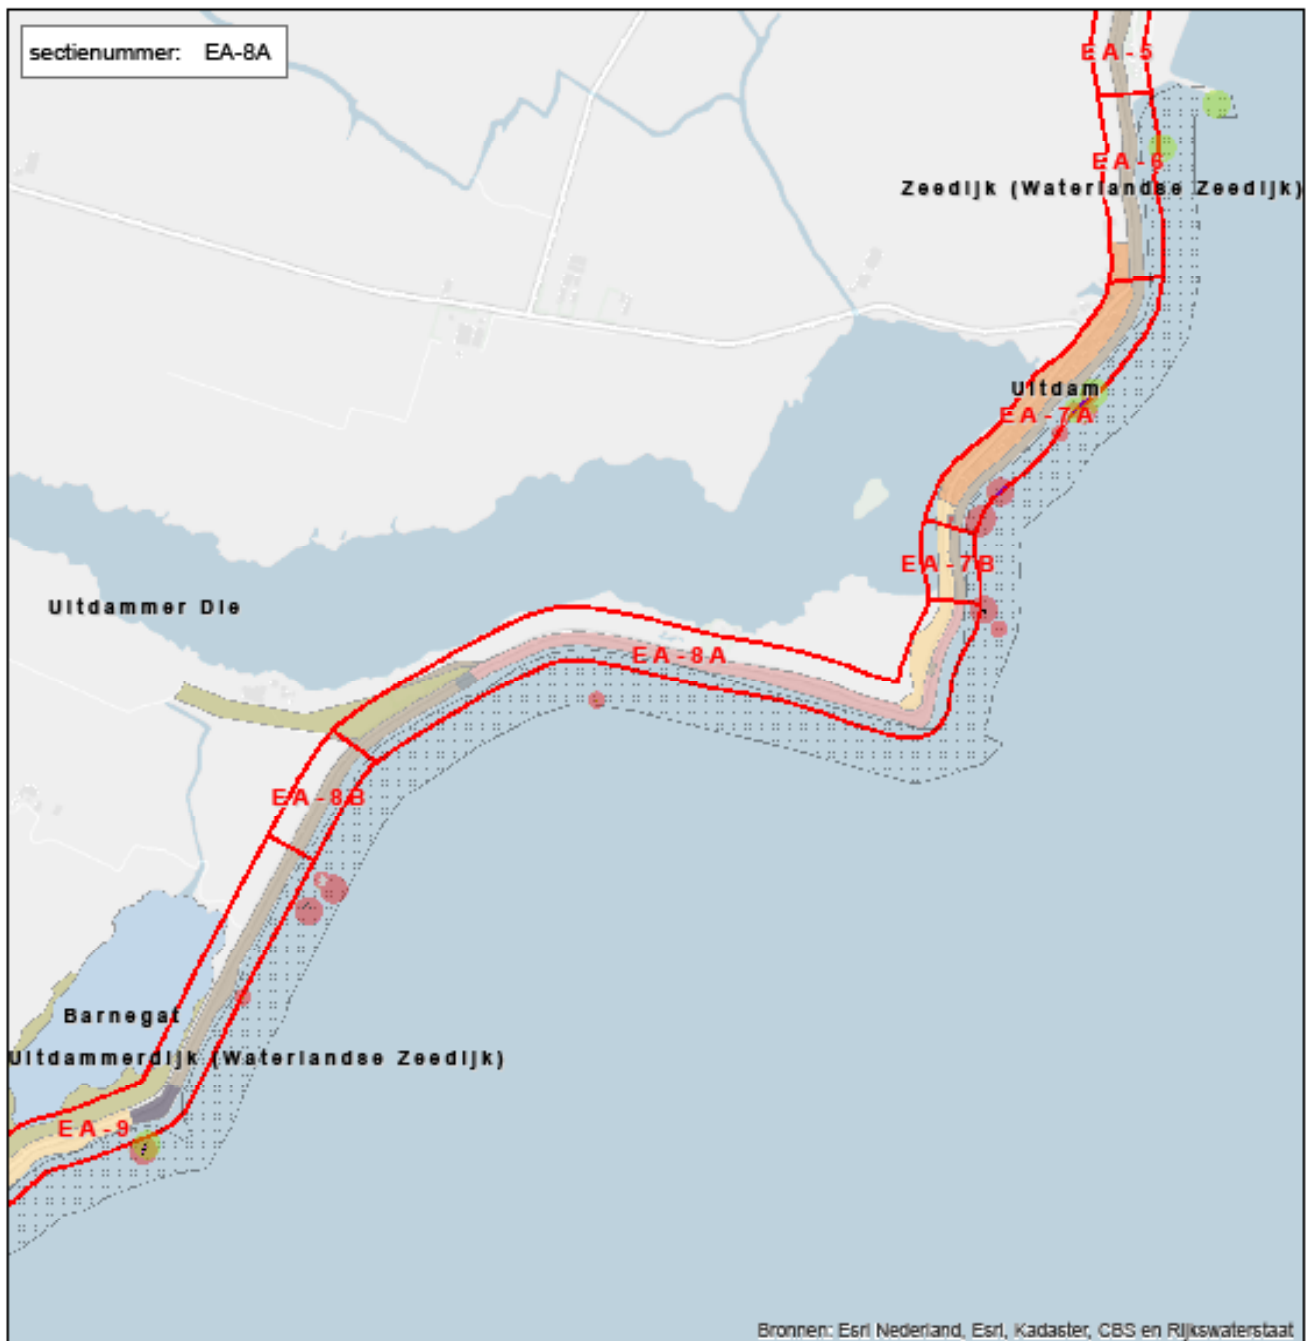 sectienummer: EA-8A
EA-5
EA-6
Zeedijk (Waterlandse Zeedijk)
Uitdam
EA-7A
EA-7B
Uitdammer Die
EA-8A
EA-8B
Barnegat
Uitdammerdijk (Waterlandse Zeedijk)
EA-9
Bronnen: Esri Nederland, Esri, Kadaster, CBS en Rijkswaterstaat